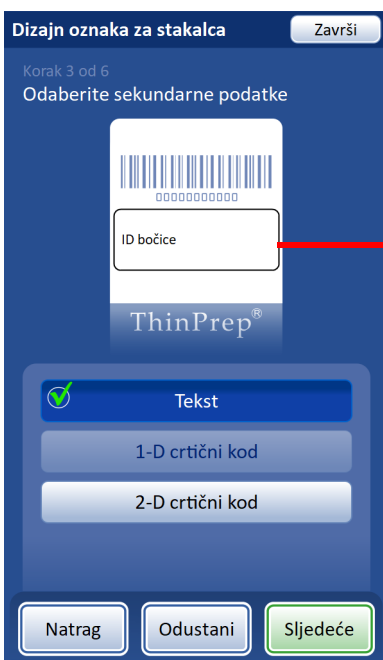 Dizajn oznaka za stakalca Završi
Korak 3 od 6
Odaberite sekundarne podatke
00000000000
ID bočice
ThinPrep®
Tekst
1-D crtični kod
2-D crtični kod
Natrag Odustani Sljedeće